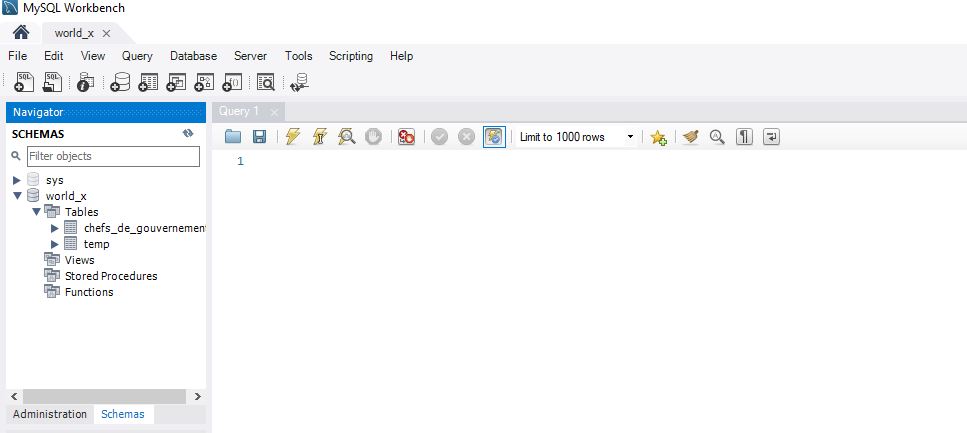 MySQL Workbench
world_x
File Edit View Query Database Server Tools Scripting Help
Navigator
Query 1
SCHEMAS
Limit to 1000 rows
Filter objects
1
sys
world_x
Tables
chefs_de_gouvernement
temp
Views
Stored Procedures
Functions
Administration Schemas